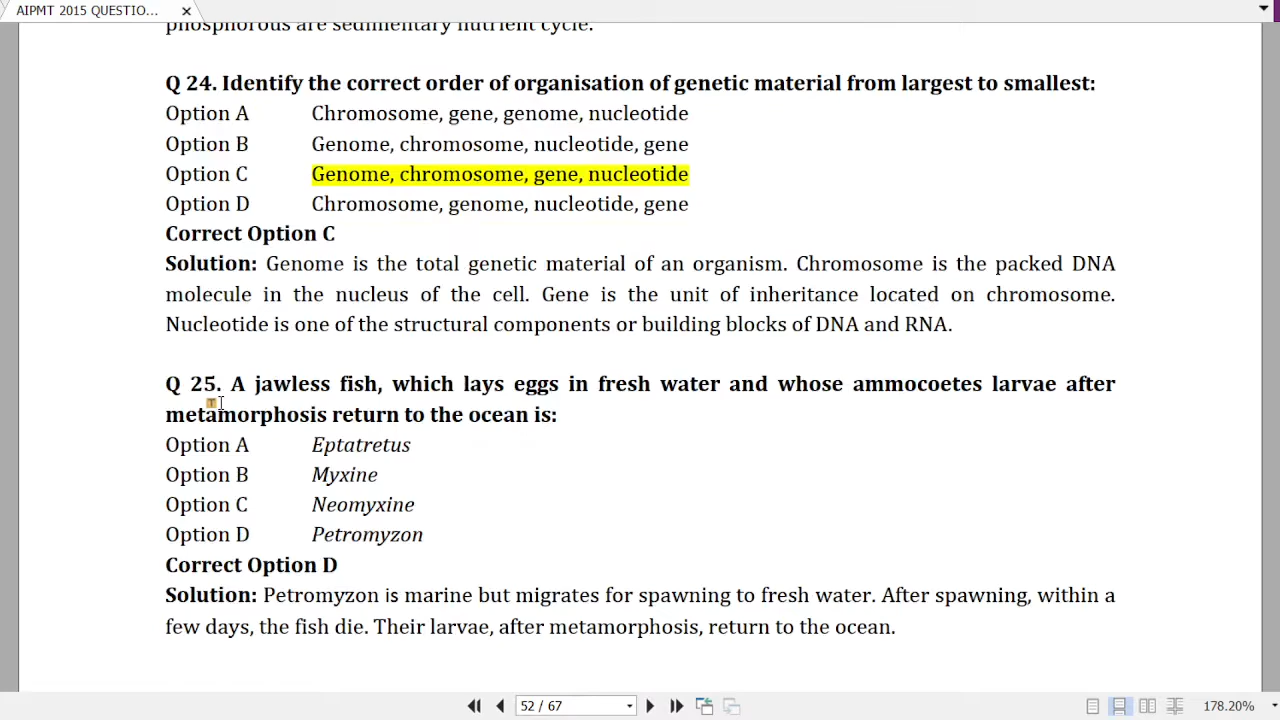 AIPMT 2015 QUESTIO...
phosphorous are sedimentary nutrient cycle.
Q 24. Identify the correct order of organisation of genetic material from largest to smallest:
Option A Chromosome, gene, genome, nucleotide
Option B Genome, chromosome, nucleotide, gene
Option C Genome, chromosome, gene, nucleotide
Option D Chromosome, genome, nucleotide, gene
Correct Option C
Solution: Genome is the total genetic material of an organism. Chromosome is the packed DNA
molecule in the nucleus of the cell. Gene is the unit of inheritance located on chromosome.
Nucleotide is one of the structural components or building blocks of DNA and RNA.
Q 25. A jawless fish, which lays eggs in fresh water and whose ammocoetes larvae after
metamorphosis return to the ocean is:
Option A Eptatretus
Option B Myxine
Option C Neomyxine
Option D Petromyzon
Correct Option D
Solution: Petromyzon is marine but migrates for spawning to fresh water. After spawning, within a
few days, the fish die. Their larvae, after metamorphosis, return to the ocean.
52 / 67
178.20%